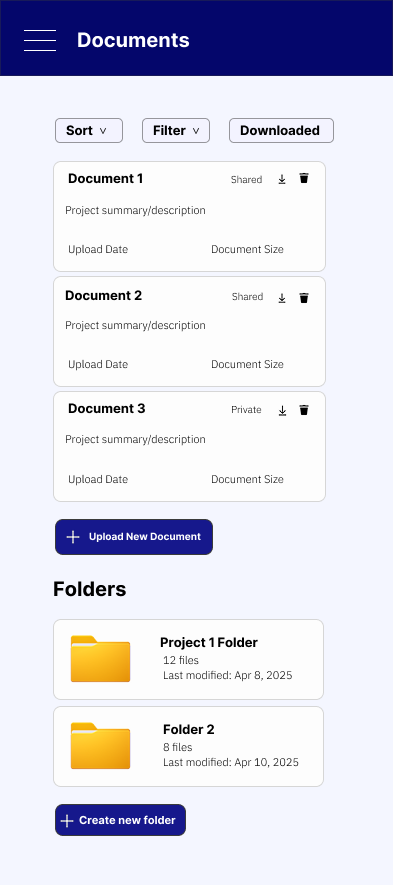 Documents
Sort
Filter
Downloaded
Document 1 Shared
Project summary/description
Upload Date Document Size
Document 2 Shared
Project summary/description
Upload Date Document Size
Document 3 Private
Project summary/description
Upload Date Document Size
Upload New Document
Folders
Project 1 Folder
12 files
Last modified: Apr 8, 2025
Folder 2
8 files
Last modified: Apr 10, 2025
Create new folder